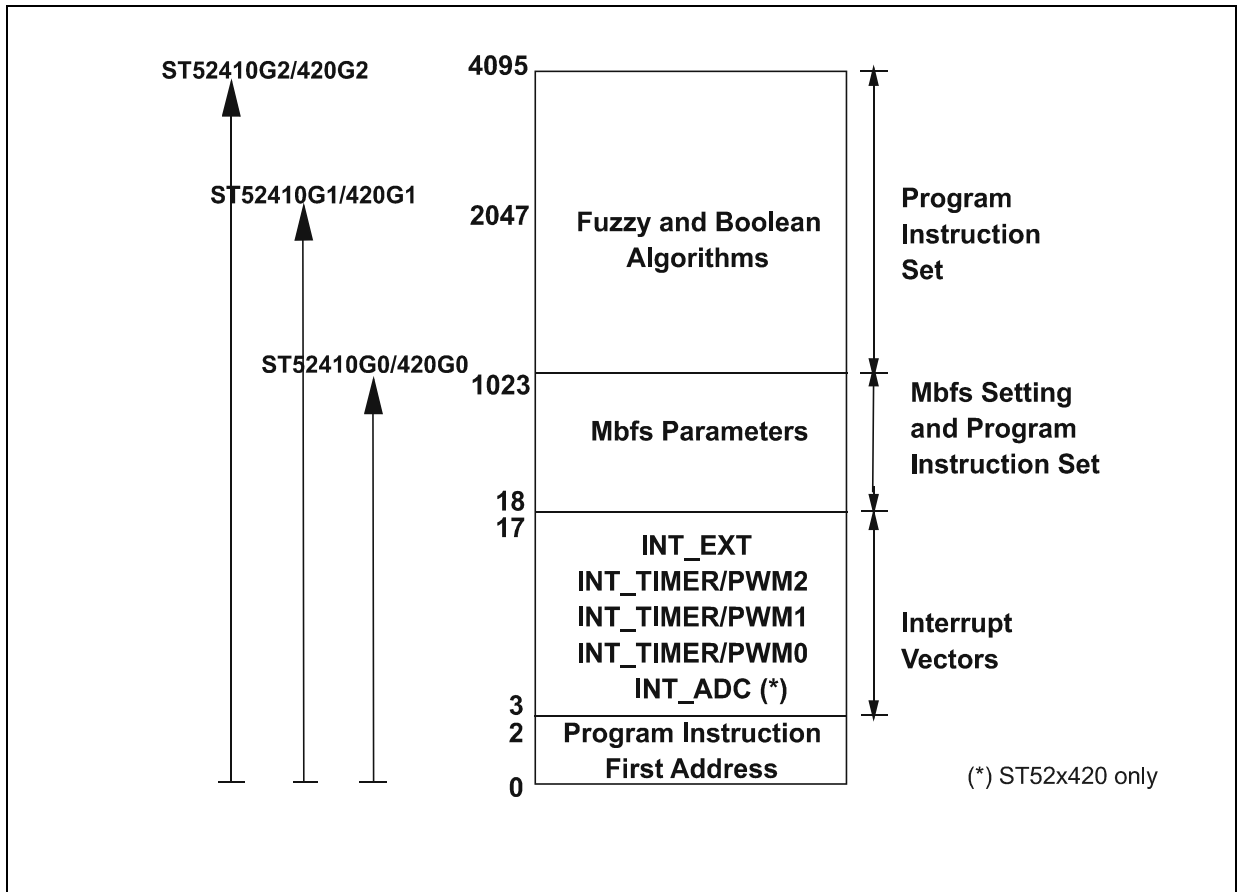 ST52410G2/420G2
4095
ST52410G1/420G1
2047
Fuzzy and Boolean
Algorithms
Program
Instruction
Set
ST52410G0/420G0
1023
Mbfs Parameters
Mbfs Setting
and Program
Instruction Set
18
17
INT_EXT
INT_TIMER/PWM2
INT_TIMER/PWM1
INT_TIMER/PWM0
INT_ADC (*)
Interrupt
Vectors
3
2
Program Instruction
First Address
0
(*) ST52x420 only